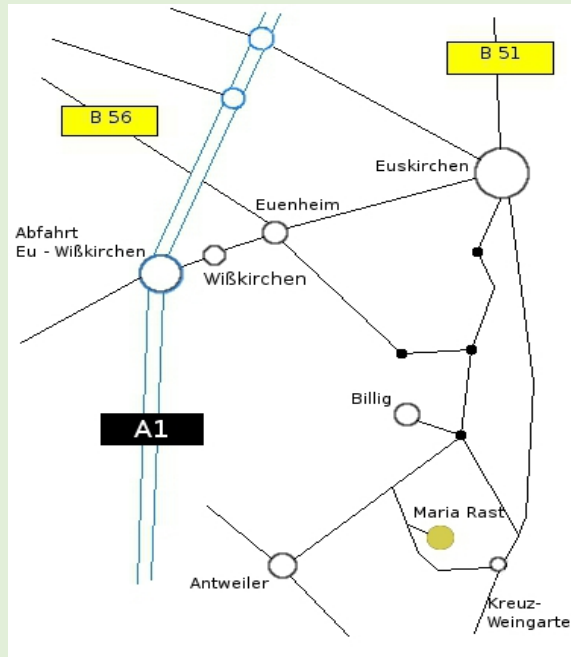 B 51
B 56
Euskirchen
Euenheim
Abfahrt
Eu - Wißkirchen
Wißkirchen
Billig
A1
Maria Rast
Antweiler
Kreuz-
Weingarte